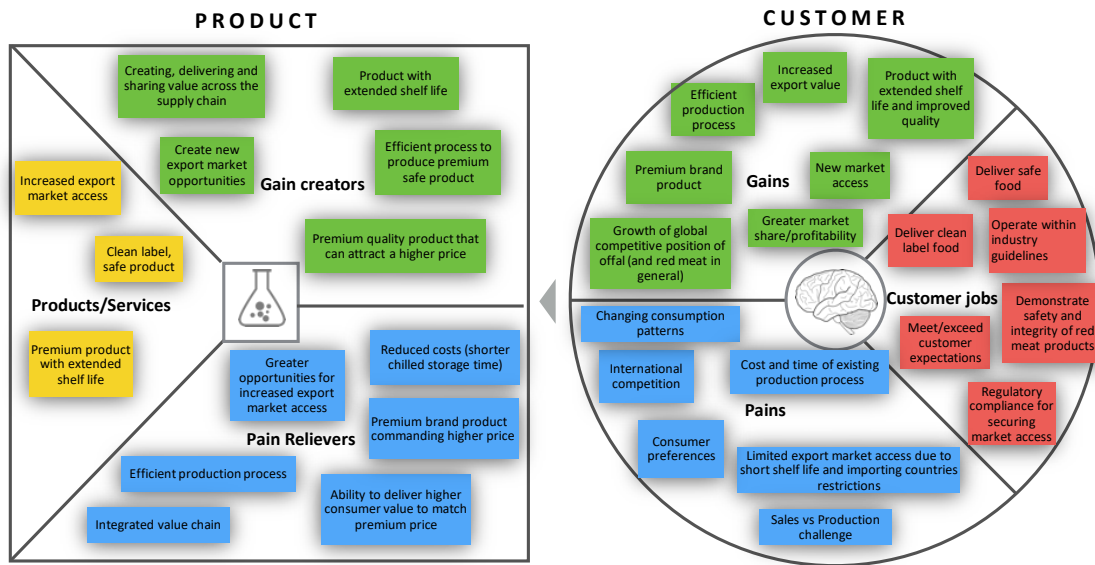 PRODUCT
Creating, delivering and
sharing value across the
supply chain
Product with
extended shelf life
Create new
export market
opportunities
Efficient process to
produce premium
safe product
Gain creators
Premium quality product that
can attract a higher price
Increased export
market access
Clean label,
safe product
Products/Services
Premium product
with extended
shelf life
Greater
opportunities for
increased export
market access
Reduced costs (shorter
chilled storage time)
Premium brand product
commanding higher price
Pain Relievers
Efficient production process
Integrated value chain
Ability to deliver higher
consumer value to match
premium price
CUSTOMER
Increased
export value
Efficient
production
process
Product with
extended shelf
life and improved
quality
Premium brand
product
Gains
New market
access
Growth of global
competitive position of
offal (and red meat in
general)
Greater market
share/profitability
Deliver safe
food
Deliver clean
label food
Operate within
industry
guidelines
Customer jobs
Meet/exceed
customer
expectations
Demonstrate
safety and
integrity of red
meat products
Regulatory
compliance for
securing
market access
Changing consumption
patterns
International
competition
Cost and time of existing
production process
Pains
Consumer
preferences
Limited export market access due to
short shelf life and importing countries
restrictions
Sales vs Production
challenge